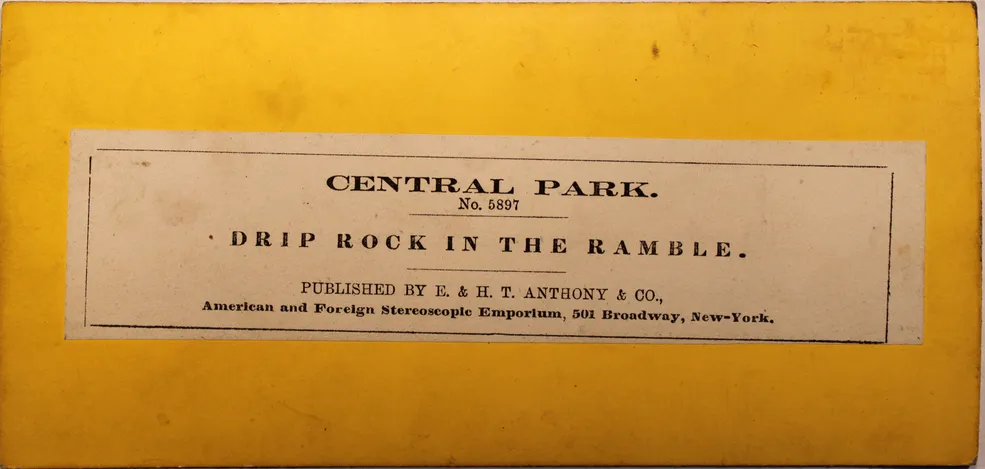 CENTRAL PARK.
No. 5897
DRIP ROCK IN THE RAMBLE.
PUBLISHED BY E. & H. T. ANTHONY & CO.,
American and Foreign Stereoscopic Emporium, 501 Broadway, New-York.